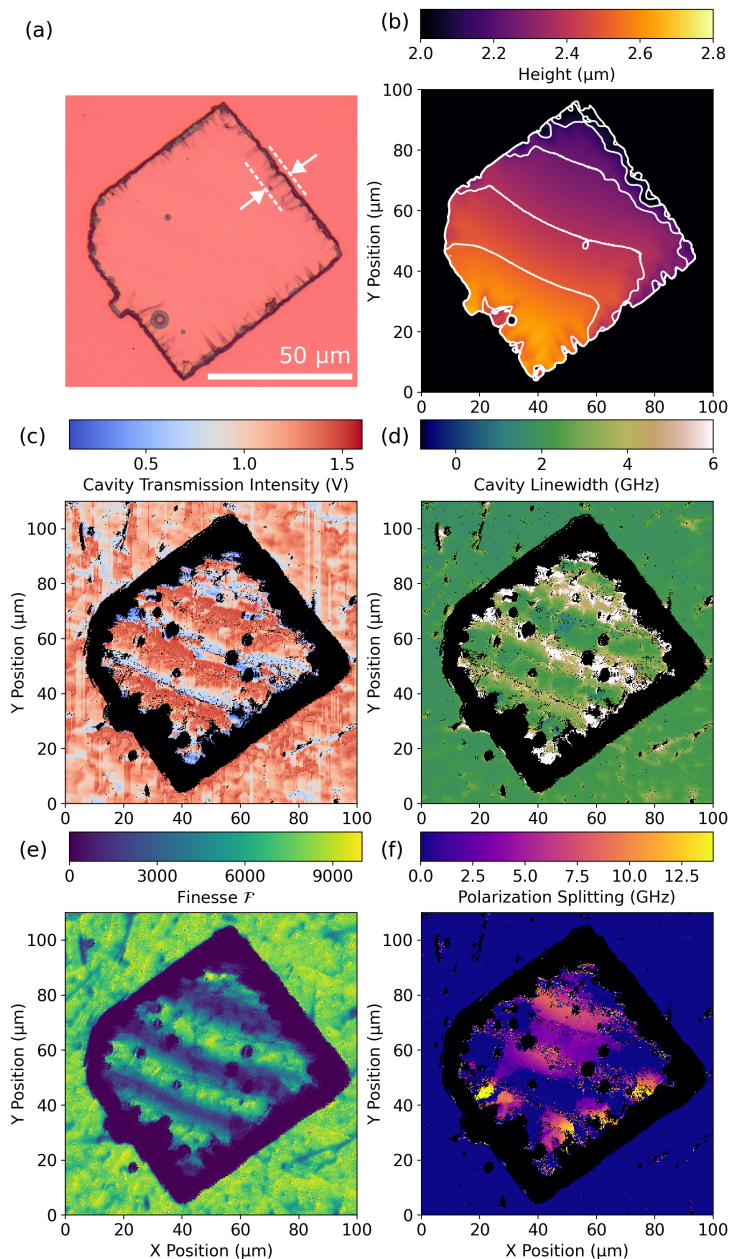 (a)
50 μm
(b)
2.0 2.2 2.4 2.6 2.8
Height (μm)
100
80
60
40
20
0
Y Position (μm)
0 20 40 60 80 100
(c)
0.5 1.0 1.5
Cavity Transmission Intensity (V)
100
80
60
40
20
0
Y Position (μm)
0 20 40 60 80 100
(d)
0 2 4 6
Cavity Linewidth (GHz)
100
80
60
40
20
0
Y Position (μm)
0 20 40 60 80 100
(e)
0 3000 6000 9000
Finesse ℱ
100
80
60
40
20
0
Y Position (μm)
0 20 40 60 80 100
X Position (μm)
(f)
0.0 2.5 5.0 7.5 10.0 12.5
Polarization Splitting (GHz)
100
80
60
40
20
0
Y Position (μm)
0 20 40 60 80 100
X Position (μm)